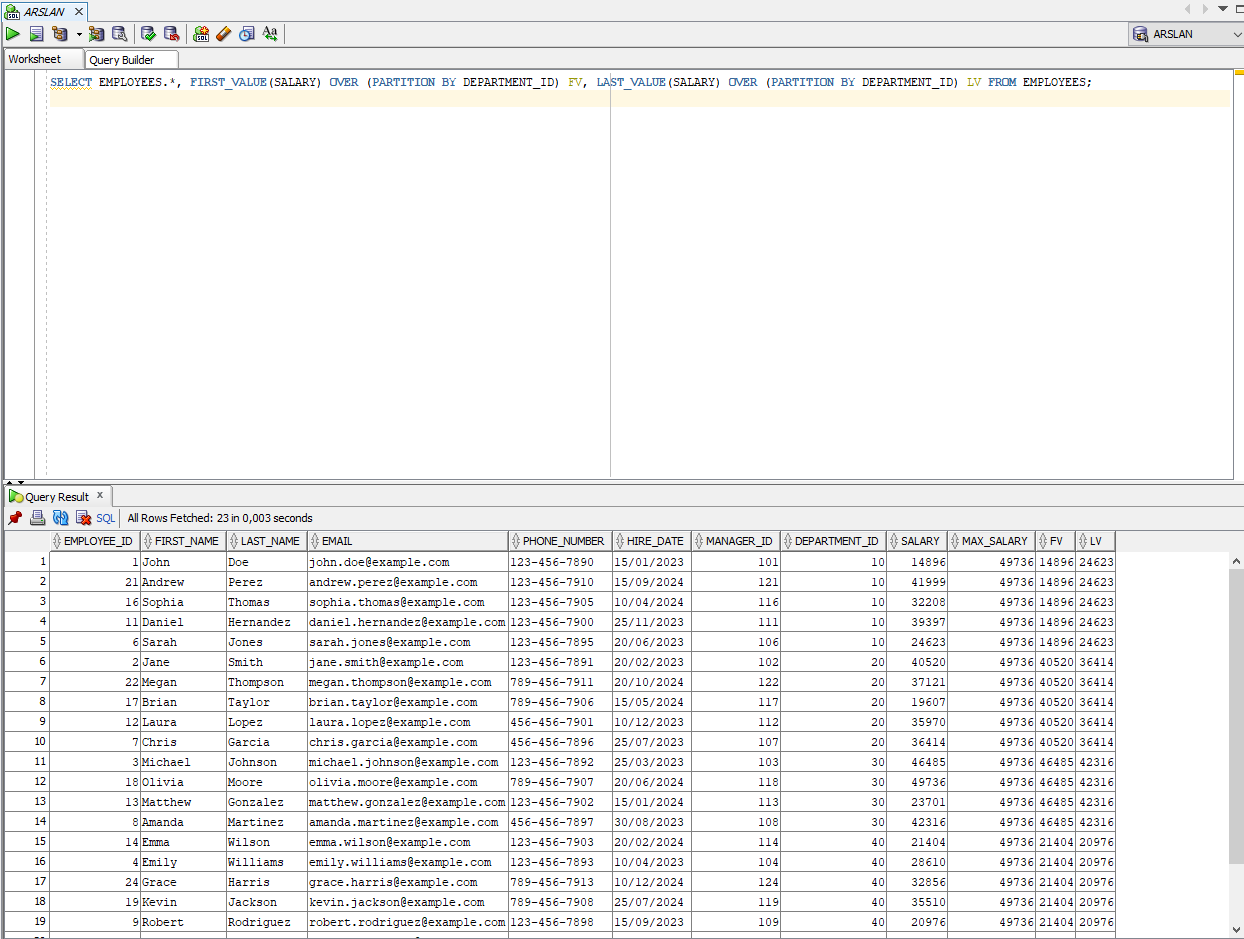 ARSLAN
ARSLAN
Worksheet Query Builder
SELECT EMPLOYEES.*, FIRST_VALUE(SALARY) OVER (PARTITION BY DEPARTMENT_ID) FV, LAST_VALUE(SALARY) OVER (PARTITION BY DEPARTMENT_ID) LV FROM EMPLOYEES;
Query Result
SQL All Rows Fetched: 23 in 0,003 seconds
EMPLOYEE_ID FIRST_NAME LAST_NAME EMAIL PHONE_NUMBER HIRE_DATE MANAGER_ID DEPARTMENT_ID SALARY MAX_SALARY FV LV
1 1 John Doe john.doe@example.com 123-456-7890 15/01/2023 101 10 14896 49736 14896 24623
2 21 Andrew Perez andrew.perez@example.com 123-456-7910 15/09/2024 121 10 41999 49736 14896 24623
3 16 Sophia Thomas sophia.thomas@example.com 123-456-7905 10/04/2024 116 10 32208 49736 14896 24623
4 11 Daniel Hernandez daniel.hernandez@example.com 123-456-7900 25/11/2023 111 10 39397 49736 14896 24623
5 6 Sarah Jones sarah.jones@example.com 123-456-7895 20/06/2023 106 10 24623 49736 14896 24623
6 2 Jane Smith jane.smith@example.com 123-456-7891 20/02/2023 102 20 40520 49736 40520 36414
7 22 Megan Thompson megan.thompson@example.com 789-456-7911 20/10/2024 122 20 37121 49736 40520 36414
8 17 Brian Taylor brian.taylor@example.com 789-456-7906 15/05/2024 117 20 19607 49736 40520 36414
9 12 Laura Lopez laura.lopez@example.com 456-456-7901 10/12/2023 112 20 35970 49736 40520 36414
10 7 Chris Garcia chris.garcia@example.com 456-456-7896 25/07/2023 107 20 36414 49736 40520 36414
11 3 Michael Johnson michael.johnson@example.com 123-456-7892 25/03/2023 103 30 46485 49736 46485 42316
12 18 Olivia Moore olivia.moore@example.com 789-456-7907 20/06/2024 118 30 49736 49736 46485 42316
13 13 Matthew Gonzalez matthew.gonzalez@example.com 123-456-7902 15/01/2024 113 30 23701 49736 46485 42316
14 8 Amanda Martinez amanda.martinez@example.com 456-456-7897 30/08/2023 108 30 42316 49736 46485 42316
15 14 Emma Wilson emma.wilson@example.com 123-456-7903 20/02/2024 114 40 21404 49736 21404 20976
16 4 Emily Williams emily.williams@example.com 123-456-7893 10/04/2023 104 40 28610 49736 21404 20976
17 24 Grace Harris grace.harris@example.com 789-456-7913 10/12/2024 124 40 32856 49736 21404 20976
18 19 Kevin Jackson kevin.jackson@example.com 789-456-7908 25/07/2024 119 40 35510 49736 21404 20976
19 9 Robert Rodriguez robert.rodriguez@example.com 123-456-7898 15/09/2023 109 40 20976 49736 21404 20976